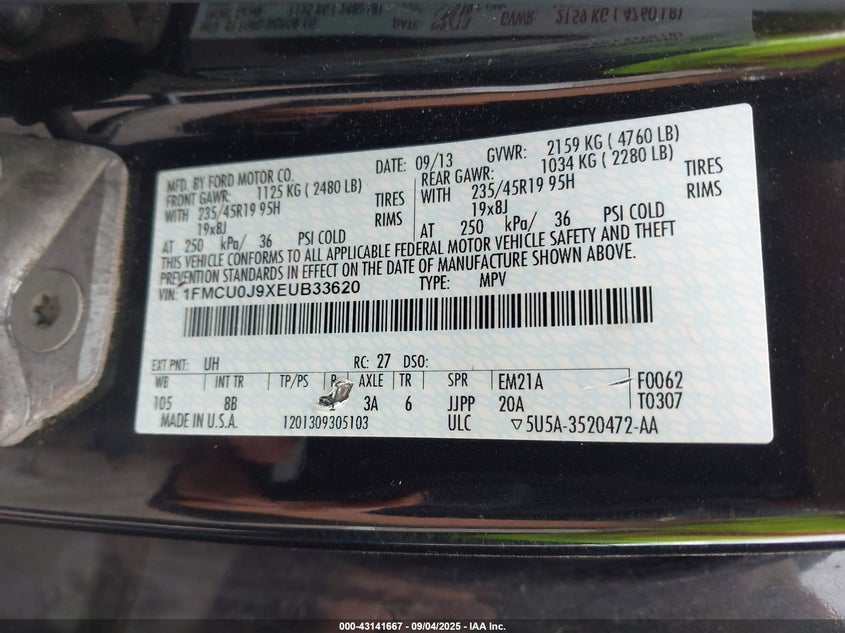 MFD. BY FORD MOTOR CO. DATE: 09/13 GVWR: 2159 KG ( 4760 LB)
FRONT GAWR: 1125 KG ( 2480 LB) REAR GAWR: 1034 KG ( 2280 LB)
WITH 235/45R19 95H TIRES WITH 235/45R19 95H TIRES
19x8J RIMS 19x8J RIMS
AT 250 kPa/ 36 PSI COLD AT 250 kPa/ 36 PSI COLD
THIS VEHICLE CONFORMS TO ALL APPLICABLE FEDERAL MOTOR VEHICLE SAFETY AND THEFT
PREVENTION STANDARDS IN EFFECT ON THE DATE OF MANUFACTURE SHOWN ABOVE.
VIN: 1FMCU0J9XEUB33620 TYPE: MPV
EXT PNT: UH RC: 27 DSO:
WB INT TR TP/PS R AXLE TR SPR EM21A F0062
105 8B 3A 6 JJPP 20A T0307
MADE IN U.S.A. 1201309305103 ULC ▽5U5A-3520472-AA
000-43141667 - 09/04/2025 - IAA Inc.